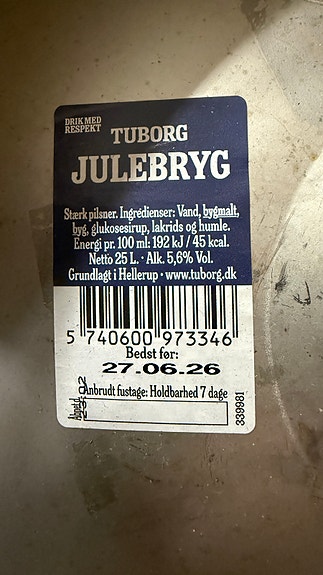 DRIK MED
RESPEKT
TUBORG
JULEBRYG
Stærk pilsner. Ingredienser: Vand, bygmalt,
byg, glukosesirup, lakrids og humle.
Energi pr. 100 ml: 192 kJ / 45 kcal.
Netto 25 L. · Alk. 5,6% Vol.
Grundlagt i Hellerup · www.tuborg.dk
5 740600 973346
Bedst før:
27.06.26
Anbrudt fustage: Holdbarhed 7 dage
339981